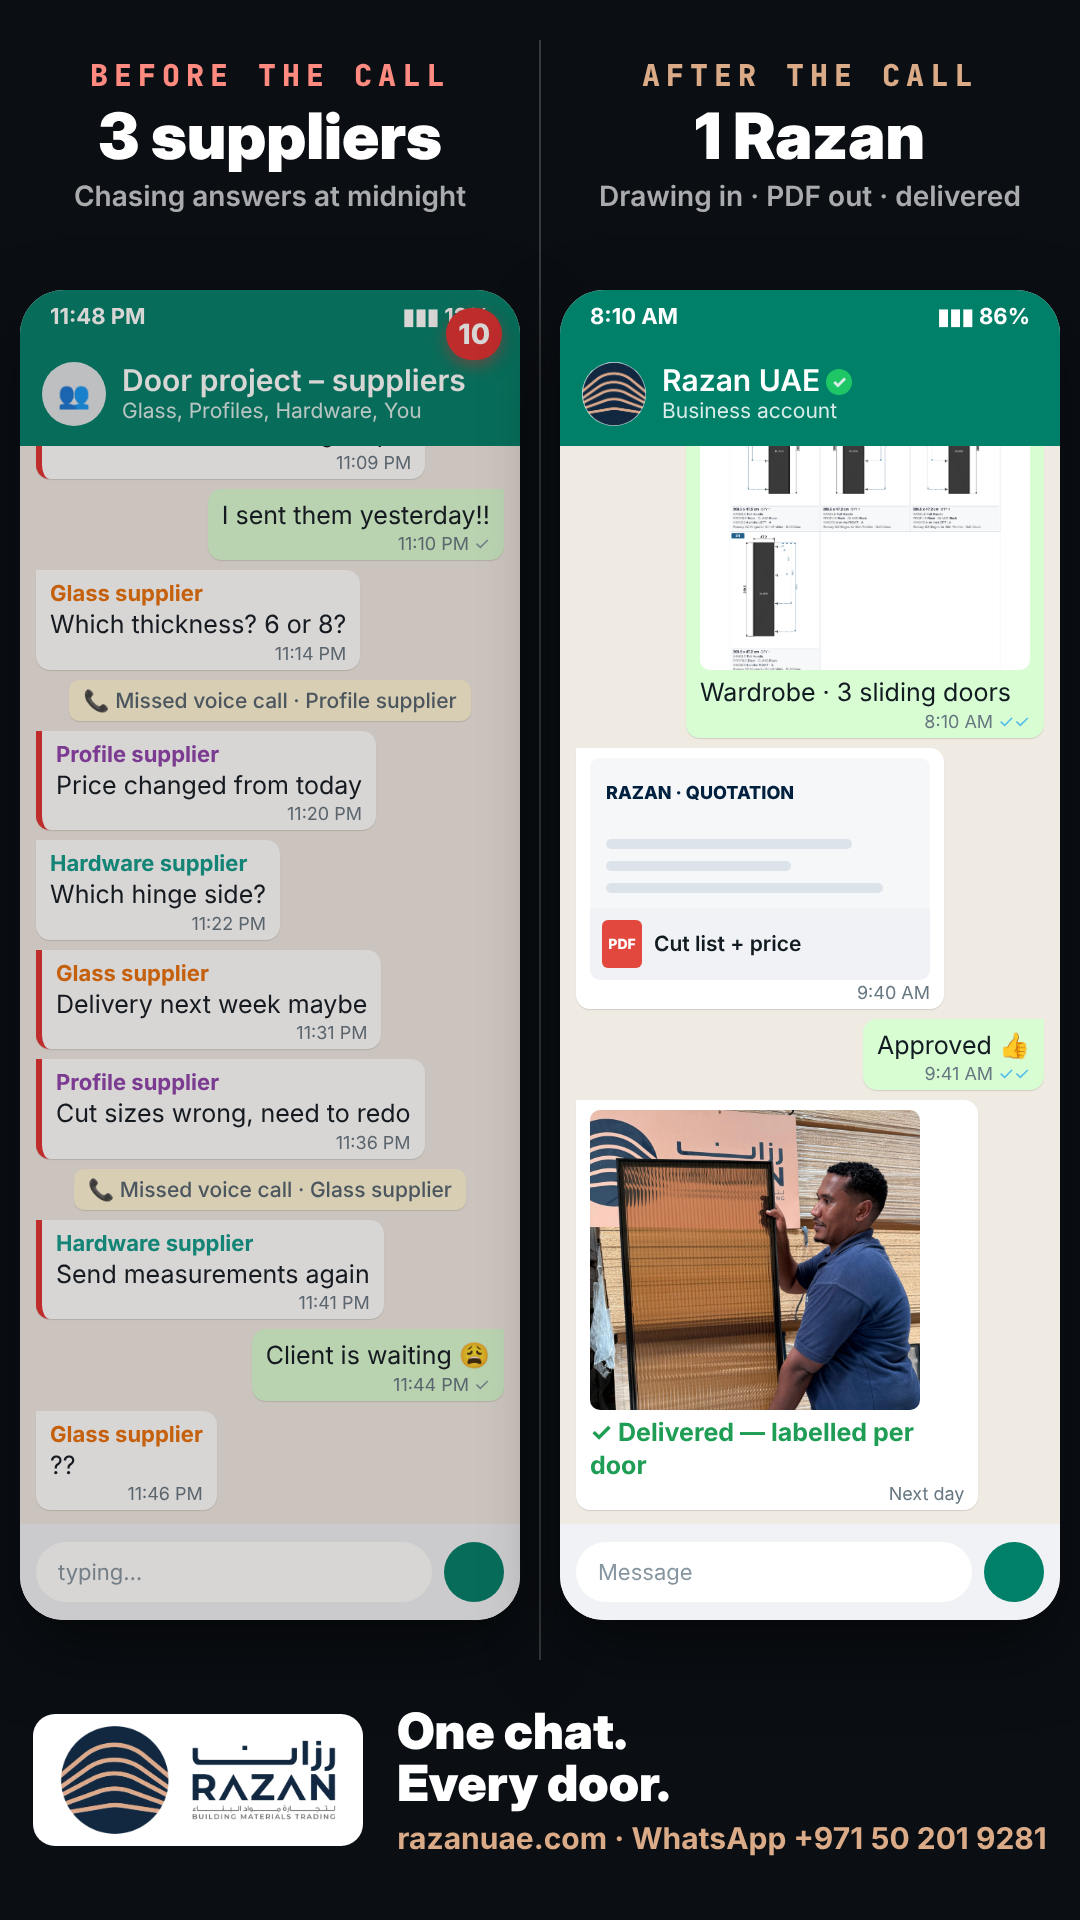 BEFORE THE CALL
3 suppliers
Chasing answers at midnight
AFTER THE CALL
1 Razan
Drawing in · PDF out · delivered
11:48 PM
10
Door project – suppliers
Glass, Profiles, Hardware, You
11:09 PM
I sent them yesterday!!
11:10 PM ✓
Glass supplier
Which thickness? 6 or 8?
11:14 PM
📞 Missed voice call · Profile supplier
Profile supplier
Price changed from today
11:20 PM
Hardware supplier
Which hinge side?
11:22 PM
Glass supplier
Delivery next week maybe
11:31 PM
Profile supplier
Cut sizes wrong, need to redo
11:36 PM
📞 Missed voice call · Glass supplier
Hardware supplier
Send measurements again
11:41 PM
Client is waiting 😩
11:44 PM ✓
Glass supplier
??
11:46 PM
typing...
8:10 AM
86%
Razan UAE
Business account
Wardrobe · 3 sliding doors
8:10 AM ✓✓
RAZAN · QUOTATION
PDF Cut list + price
9:40 AM
Approved 👍
9:41 AM ✓✓
رزان
✓ Delivered — labelled per
door
Next day
Message
رزان
RAZAN
لتجارة مواد البناء
BUILDING MATERIALS TRADING
One chat.
Every door.
razanuae.com · WhatsApp +971 50 201 9281